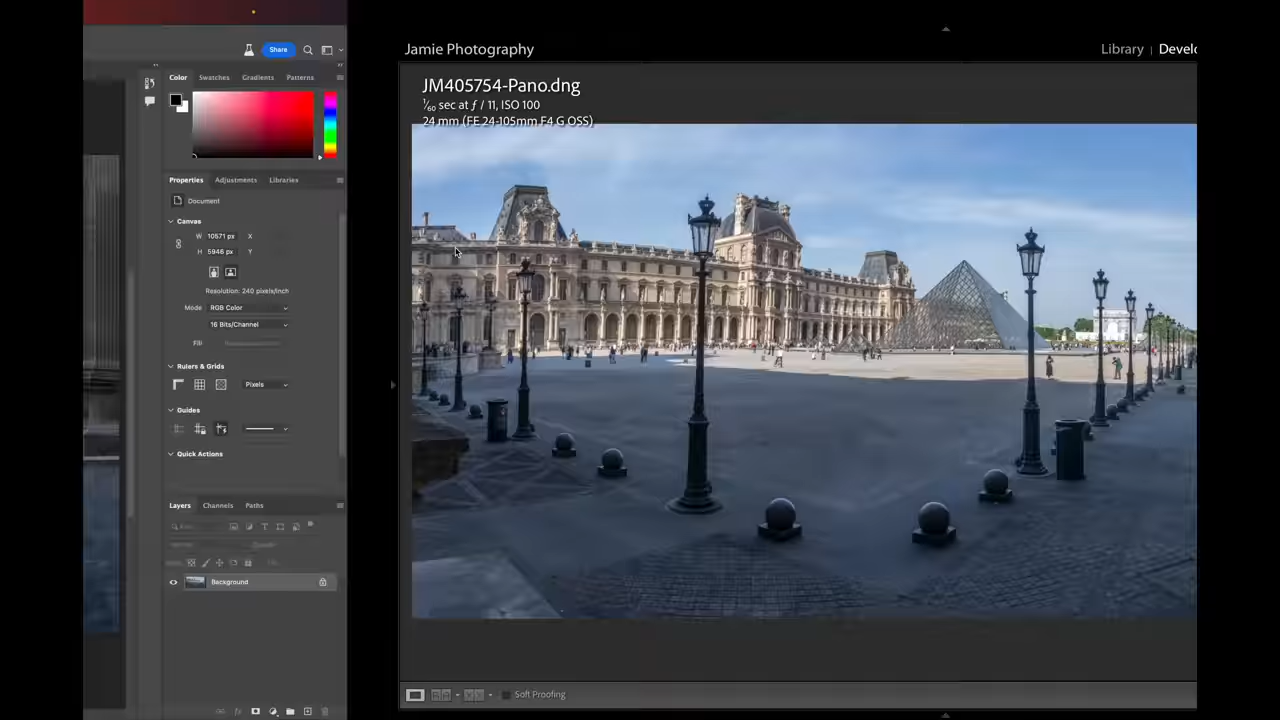 Share
Color Swatches Gradients Patterns
Properties Adjustments Libraries
Document
Canvas
W 10571 px X
H 5946 px Y
Resolution: 240 pixels/inch
Mode RGB Color
16 Bits/Channel
Fill
Rulers & Grids
Pixels
Guides
Quick Actions
Layers Channels Paths
Background
Jamie Photography
Library | Develo
JM405754-Pano.dng
1/60 sec at ƒ / 11, ISO 100
24 mm (FE 24-105mm F4 G OSS)
Soft Proofing